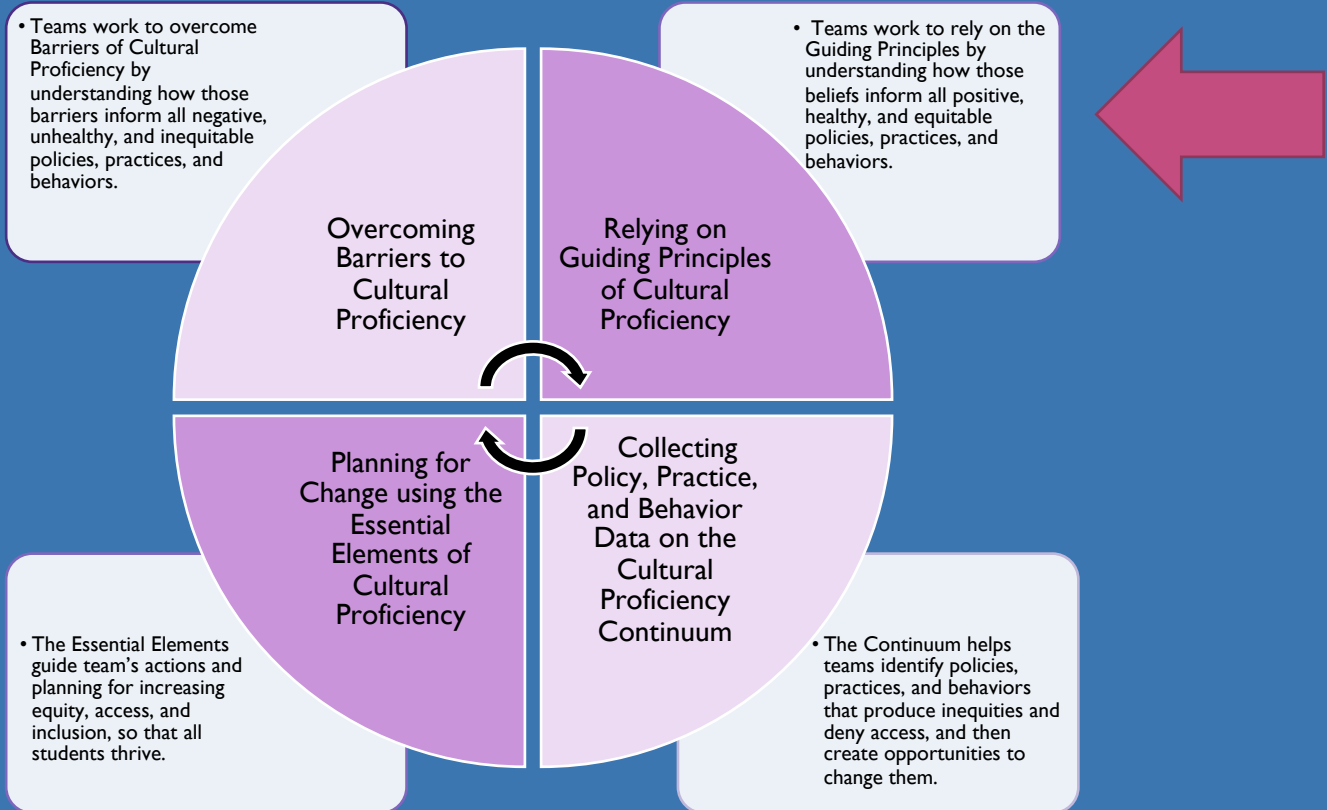 • Teams work to overcome
Barriers of Cultural
Proficiency by
understanding how those
barriers inform all negative,
unhealthy, and inequitable
policies, practices, and
behaviors.
• Teams work to rely on the
Guiding Principles by
understanding how those
beliefs inform all positive,
healthy, and equitable
policies, practices, and
behaviors.
Overcoming
Barriers to
Cultural
Proficiency
Relying on
Guiding Principles
of Cultural
Proficiency
Planning for
Change using the
Essential
Elements of
Cultural
Proficiency
Collecting
Policy, Practice,
and Behavior
Data on the
Cultural
Proficiency
Continuum
• The Essential Elements
guide team's actions and
planning for increasing
equity, access, and
inclusion, so that all
students thrive.
• The Continuum helps
teams identify policies,
practices, and behaviors
that produce inequities and
deny access, and then
create opportunities to
change them.